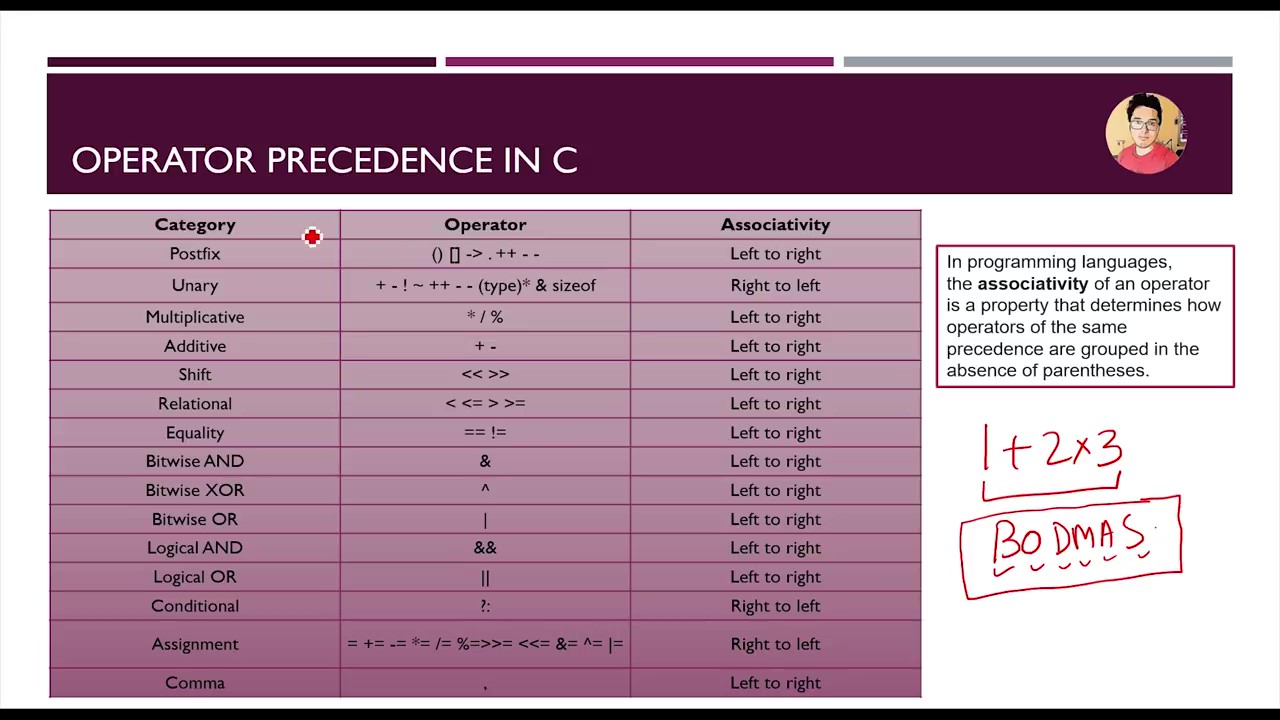 OPERATOR PRECEDENCE IN C
Category Operator Associativity
Postfix () [] -> . ++ - - Left to right
Unary + - ! ~ ++ - - (type)* & sizeof Right to left
Multiplicative * / % Left to right
Additive + - Left to right
Shift << >> Left to right
Relational < <= > >= Left to right
Equality == != Left to right
Bitwise AND & Left to right
Bitwise XOR ^ Left to right
Bitwise OR | Left to right
Logical AND && Left to right
Logical OR || Left to right
Conditional ?: Right to left
Assignment = += -= *= /= %=>>= <<= &= ^= |= Right to left
Comma , Left to right
In programming languages,
the associativity of an operator
is a property that determines how
operators of the same
precedence are grouped in the
absence of parentheses.
1+2×3
BODMAS